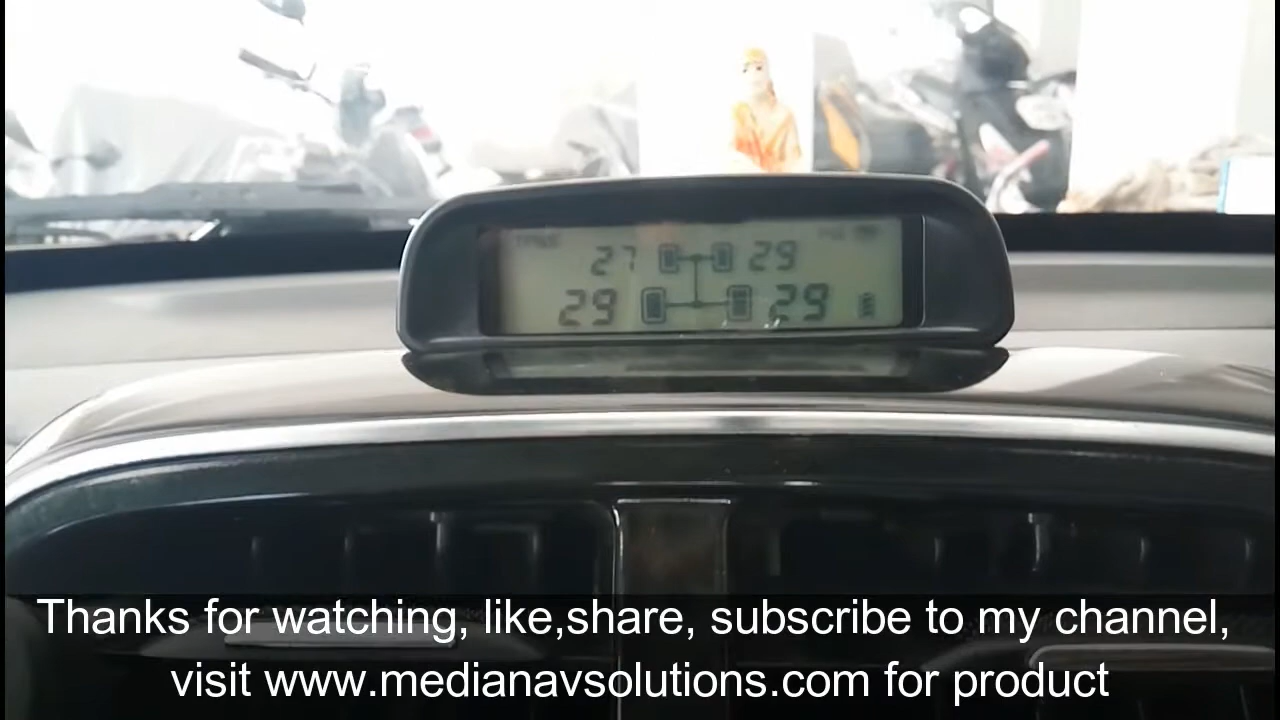 27 29
29 29
Thanks for watching, like,share, subscribe to my channel,
visit www.medianavsolutions.com for product